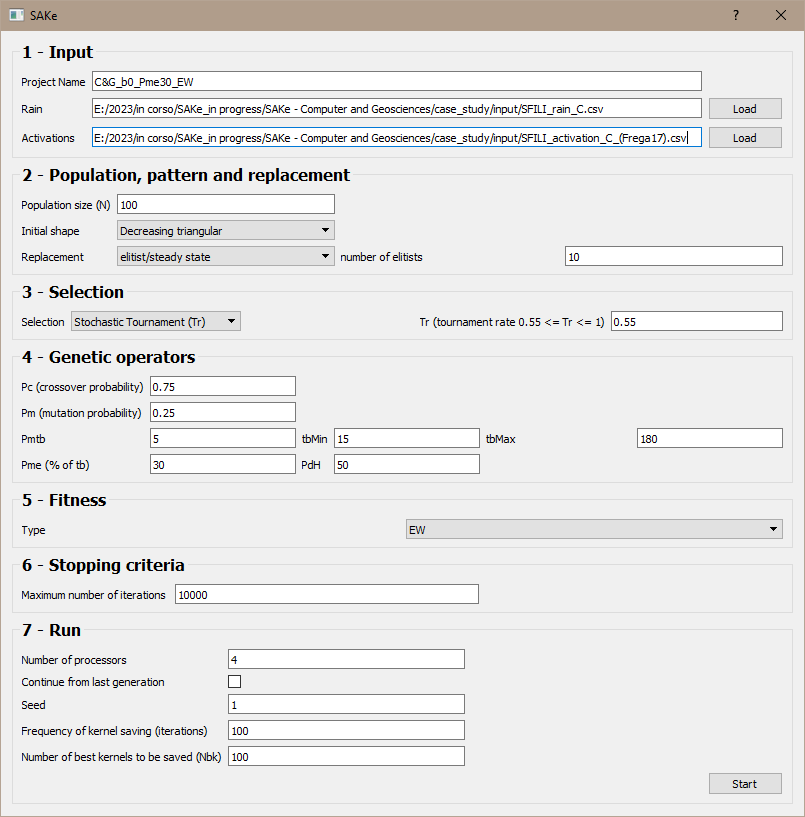 SAKe ?
1 - Input
Project Name C&G_b0_Pme30_EW
Rain E:/2023/in corso/SAKe_in progress/SAKe - Computer and Geosciences/case_study/input/SFILI_rain_C.csv Load
Activations E:/2023/in corso/SAKe_in progress/SAKe - Computer and Geosciences/case_study/input/SFILI_activation_C_(Frega17).csv Load
2 - Population, pattern and replacement
Population size (N) 100
Initial shape Decreasing triangular
Replacement elitist/steady state number of elitists 10
3 - Selection
Selection Stochastic Tournament (Tr) Tr (tournament rate 0.55 <= Tr <= 1) 0.55
4 - Genetic operators
Pc (crossover probability) 0.75
Pm (mutation probability) 0.25
Pmtb 5 tbMin 15 tbMax 180
Pme (% of tb) 30 PdH 50
5 - Fitness
Type EW
6 - Stopping criteria
Maximum number of iterations 10000
7 - Run
Number of processors 4
Continue from last generation
Seed 1
Frequency of kernel saving (iterations) 100
Number of best kernels to be saved (Nbk) 100
Start